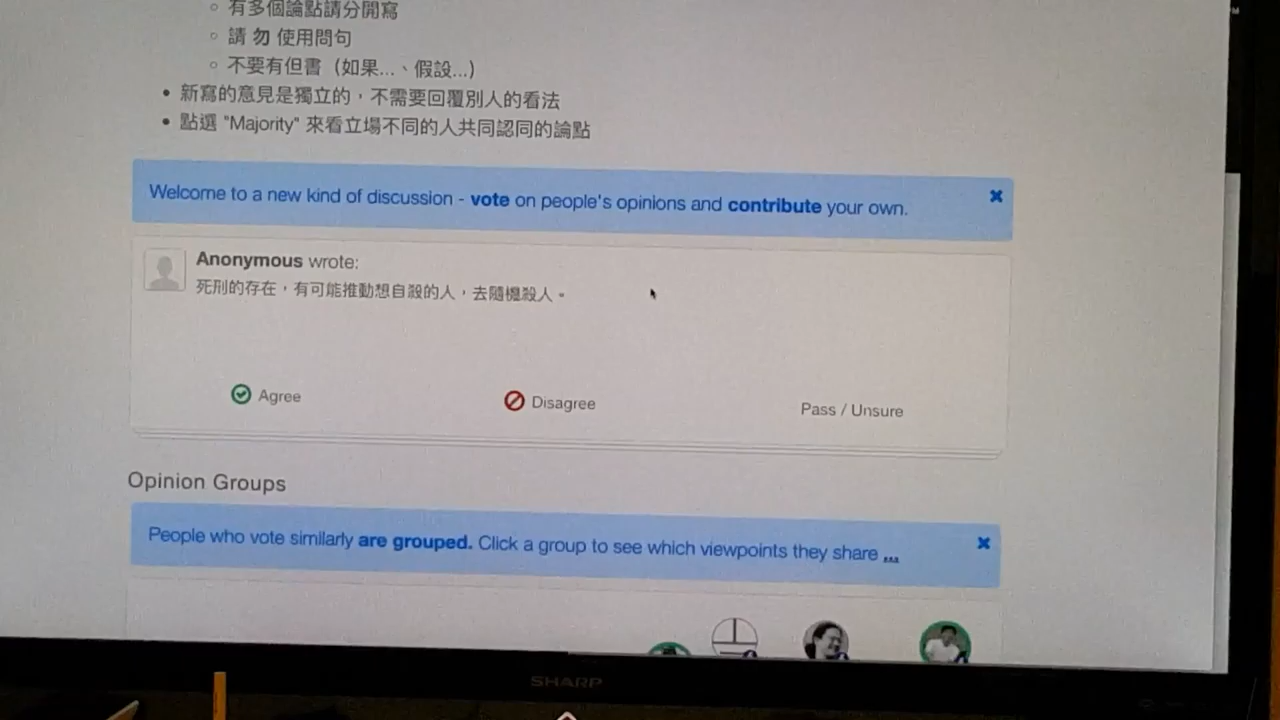 有多個論點請分開寫
請 勿 使用問句
不要有但書（如果...、假設...）
新寫的意見是獨立的，不需要回覆別人的看法
點選 "Majority" 來看立場不同的人共同認同的論點
Welcome to a new kind of discussion - vote on people's opinions and contribute your own.
Anonymous wrote:
死刑的存在，有可能推動想自殺的人，去隨機殺人。
Agree
Disagree
Pass / Unsure
Opinion Groups
People who vote similarly are grouped. Click a group to see which viewpoints they share ...
SHARP